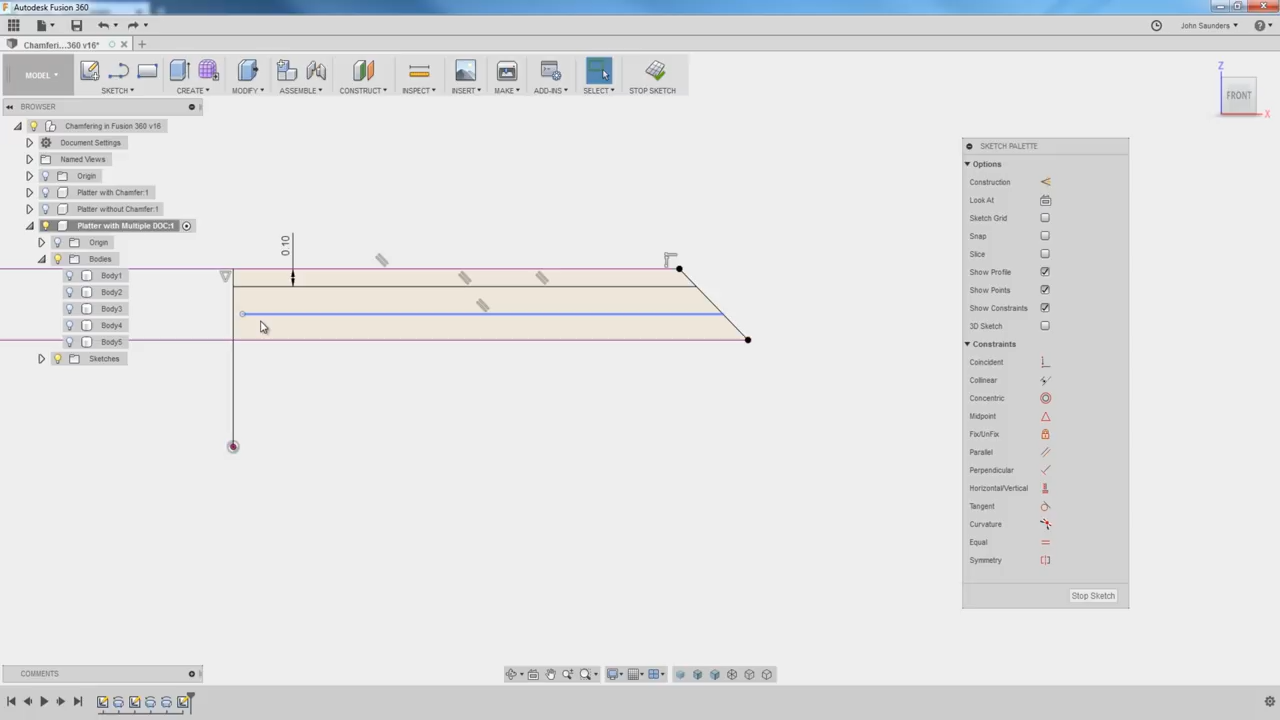 Autodesk Fusion 360
John Saunders
Chamferi...360 v16*
MODEL
SKETCH
CREATE
MODIFY
ASSEMBLE
CONSTRUCT
INSPECT
INSERT
MAKE
ADD-INS
SELECT
STOP SKETCH
BROWSER
Chamfering in Fusion 360 v16
Document Settings
Named Views
Origin
Platter with Chamfer:1
Platter without Chamfer:1
Platter with Multiple DOC:1
Origin
Bodies
Body1
Body2
Body3
Body4
Body5
Sketches
0.10
Z
FRONT
X
SKETCH PALETTE
Options
Construction
Look At
Sketch Grid
Snap
Slice
Show Profile
Show Points
Show Constraints
3D Sketch
Constraints
Coincident
Collinear
Concentric
Midpoint
Fix/UnFix
Parallel
Perpendicular
Horizontal/Vertical
Tangent
Curvature
Equal
Symmetry
Stop Sketch
COMMENTS